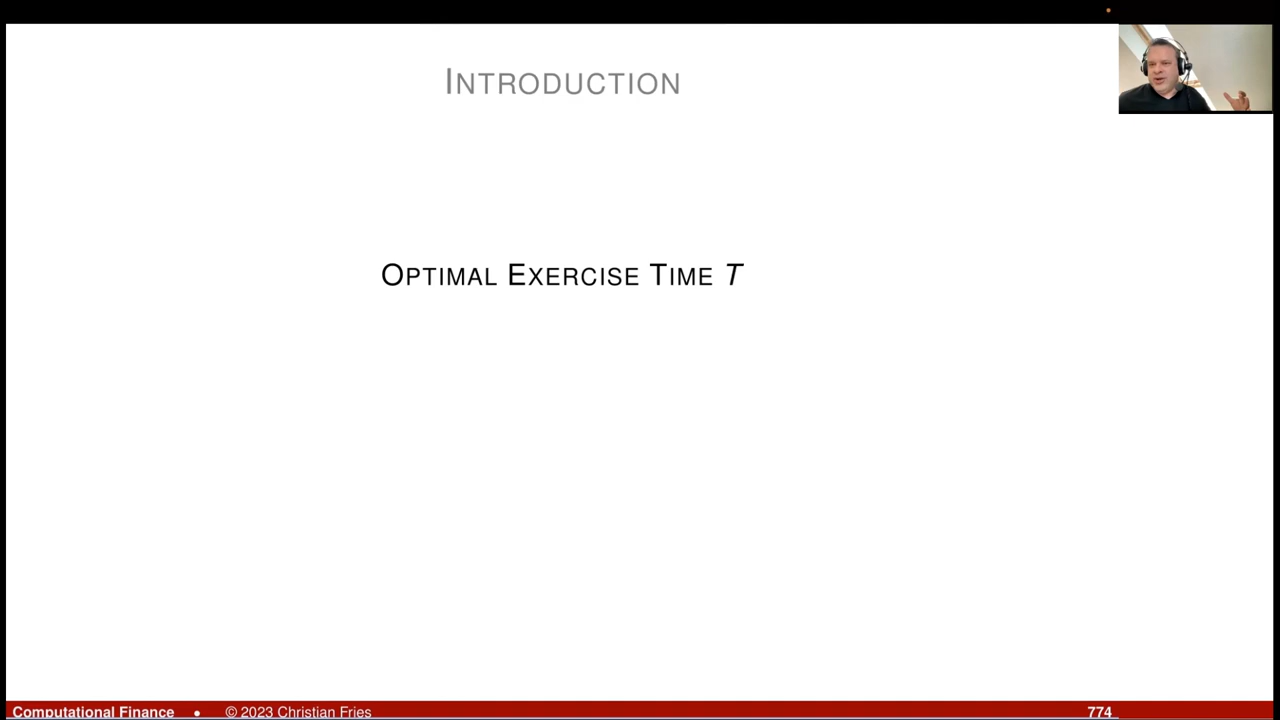 INTRODUCTION
OPTIMAL EXERCISE TIME T
Computational Finance • © 2023 Christian Fries 774